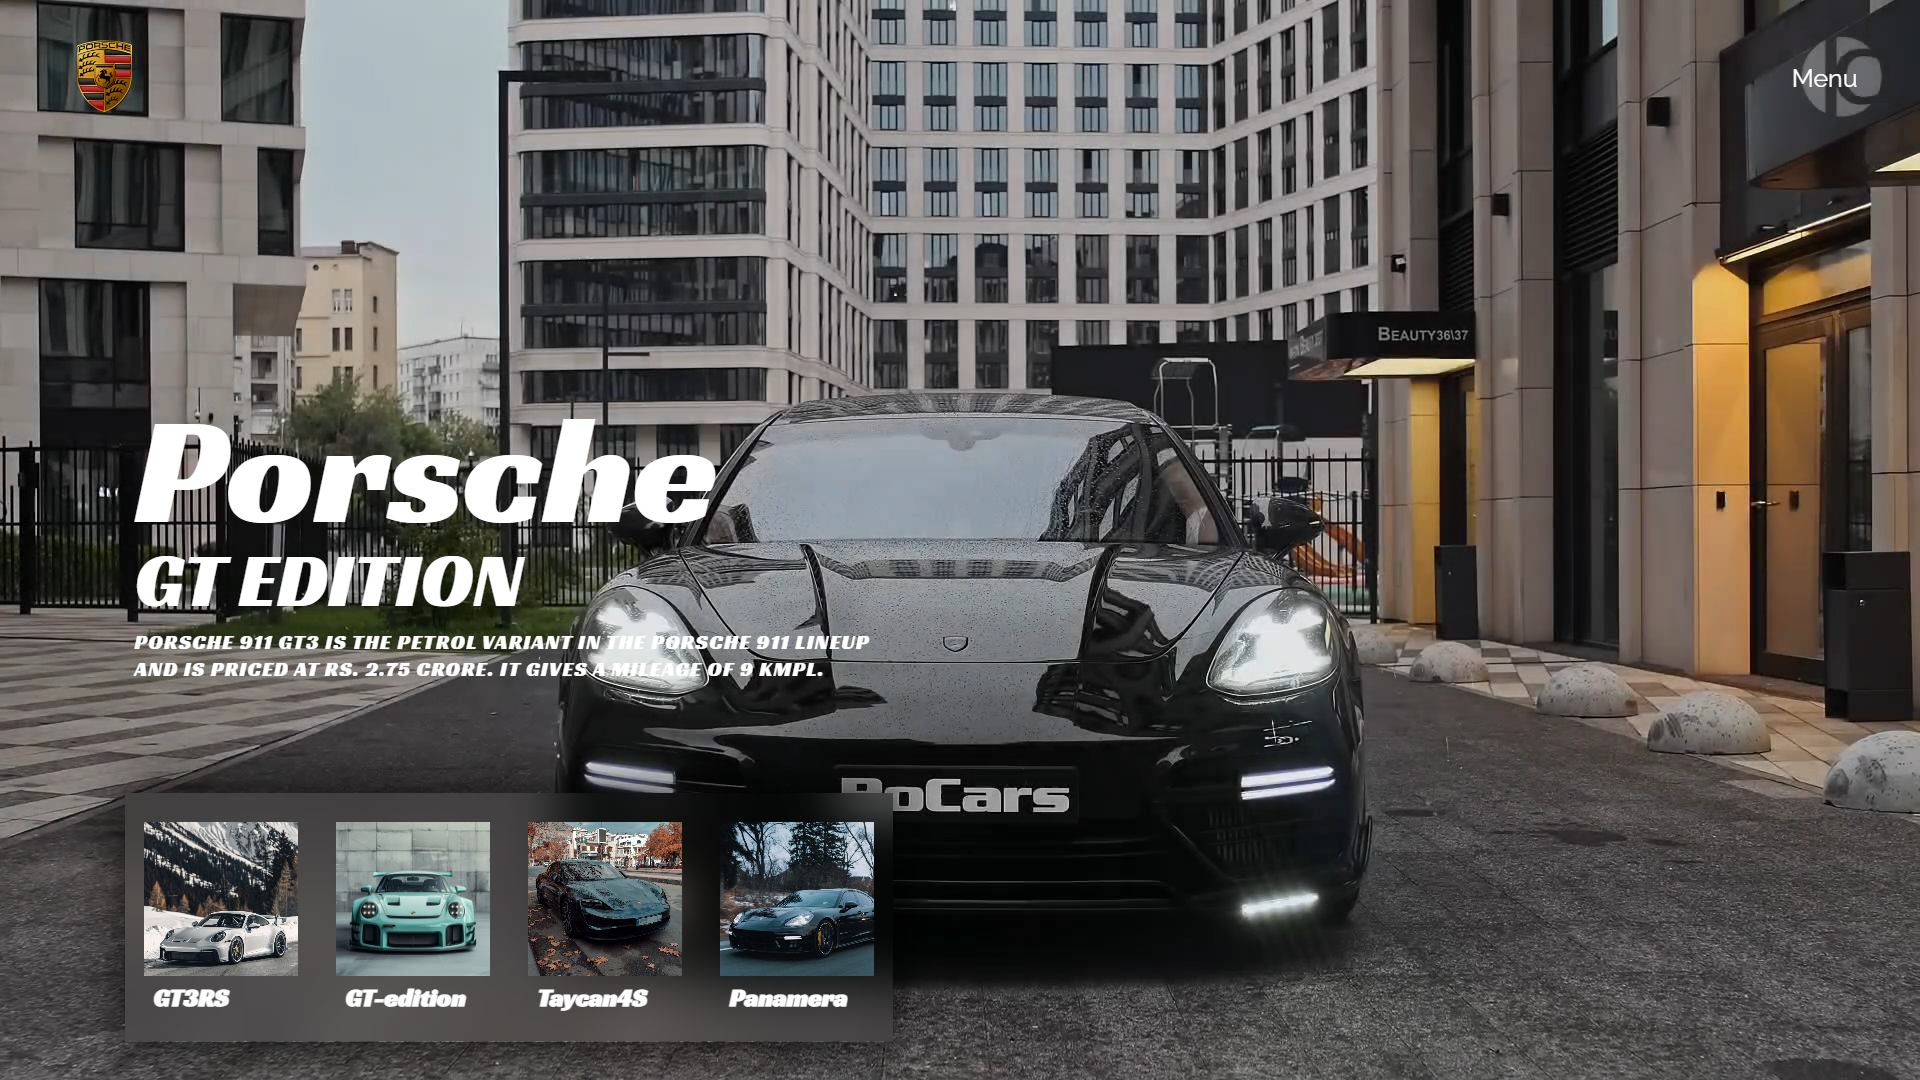 PORSCHE
Menu
BEAUTY36\37
Porsche
GT EDITION
PORSCHE 911 GT3 IS THE PETROL VARIANT IN THE PORSCHE 911 LINEUP
AND IS PRICED AT RS. 2.75 CRORE. IT GIVES A MILEAGE OF 9 KMPL.
RoCars
GT3RS
GT-edition
Taycan4S
Panamera